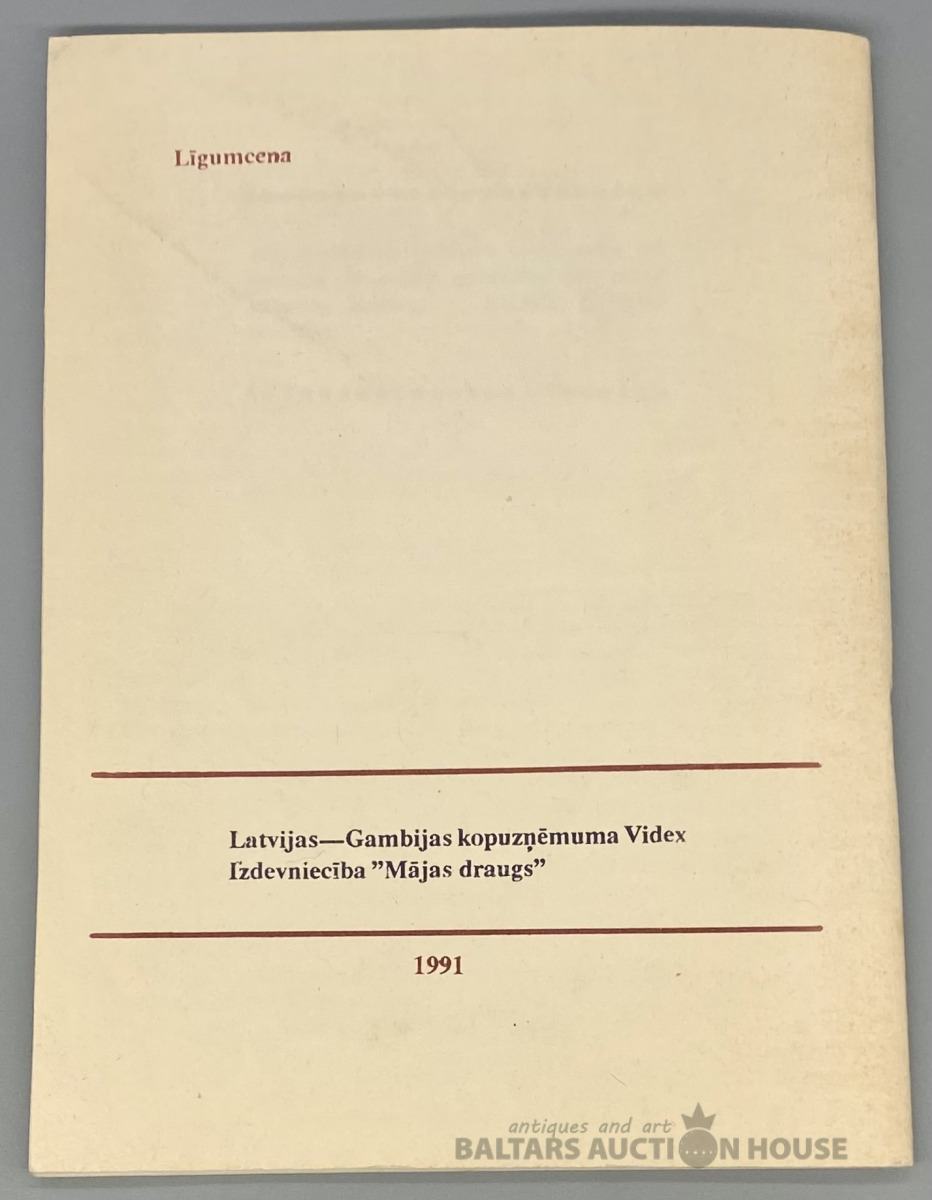 Līgumcena
Latvijas—Gambijas kopuzņēmuma Videx
Izdevniecība ”Mājas draugs”
1991
antiques and art
BALTARS AUCTION HOUSE